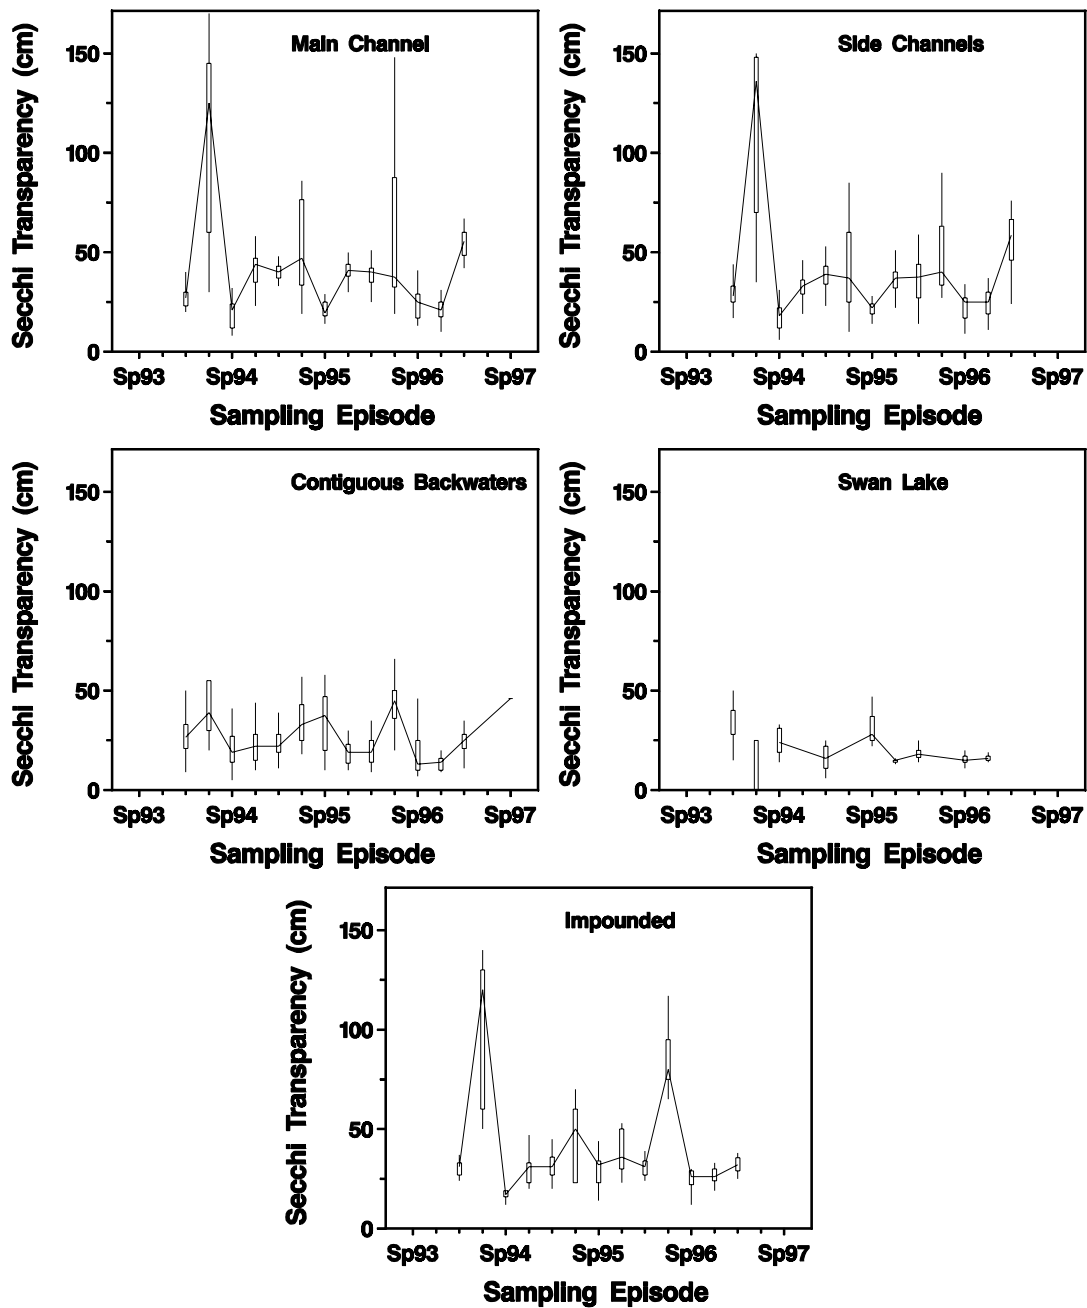 Secchi Transparency (cm)
150
100
50
0
Main Channel
Sp93 Sp94 Sp95 Sp96 Sp97
Sampling Episode
Secchi Transparency (cm)
150
100
50
0
Side Channels
Sp93 Sp94 Sp95 Sp96 Sp97
Sampling Episode
Secchi Transparency (cm)
150
100
50
0
Contiguous Backwaters
Sp93 Sp94 Sp95 Sp96 Sp97
Sampling Episode
Secchi Transparency (cm)
150
100
50
0
Swan Lake
Sp93 Sp94 Sp95 Sp96 Sp97
Sampling Episode
Secchi Transparency (cm)
150
100
50
0
Impounded
Sp93 Sp94 Sp95 Sp96 Sp97
Sampling Episode